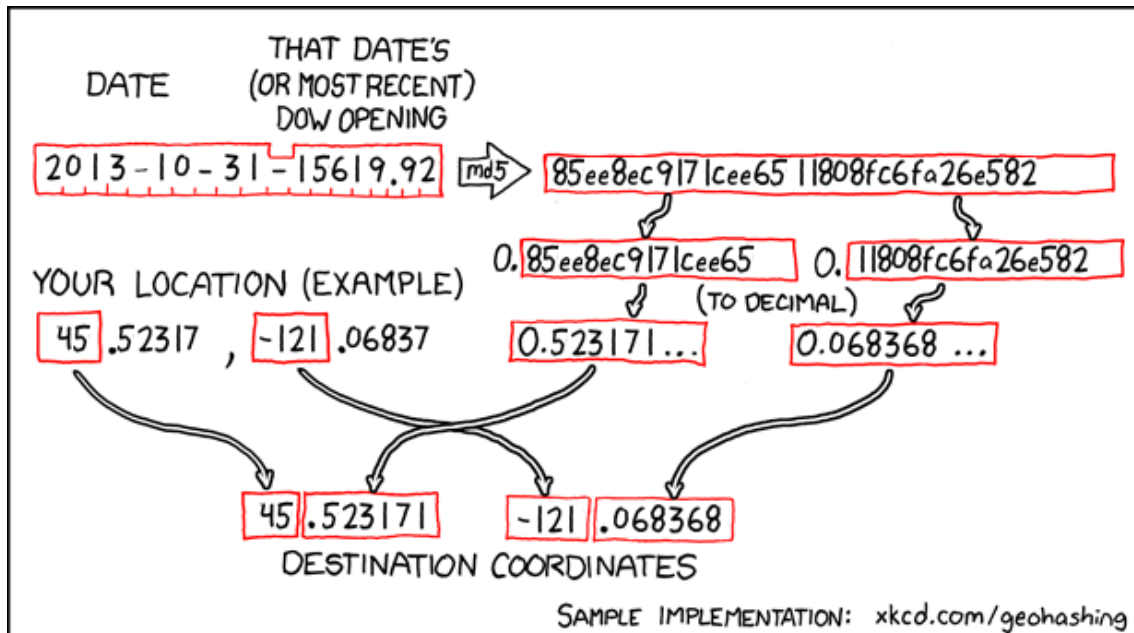 DATE
THAT DATE'S
(OR MOST RECENT)
DOW OPENING
2013-10-31-15619.92
md5
85ee8ec9171cee6511808fc6fa26e582
0.85ee8ec9171cee65
0.11808fc6fa26e582
(TO DECIMAL)
0.523171...
0.068368 ...
YOUR LOCATION (EXAMPLE)
45.52317, -121.06837
45.523171
-121.068368
DESTINATION COORDINATES
SAMPLE IMPLEMENTATION: xkcd.com/geohashing